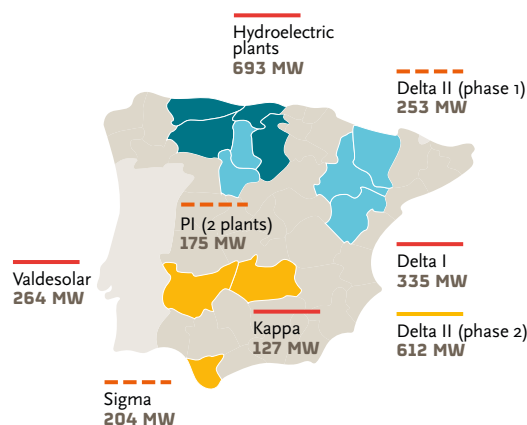 Hydroelectric
plants
693 MW
Delta II (phase 1)
253 MW
PI (2 plants)
175 MW
Valdesolar
264 MW
Delta I
335 MW
Kappa
127 MW
Delta II (phase 2)
612 MW
Sigma
204 MW